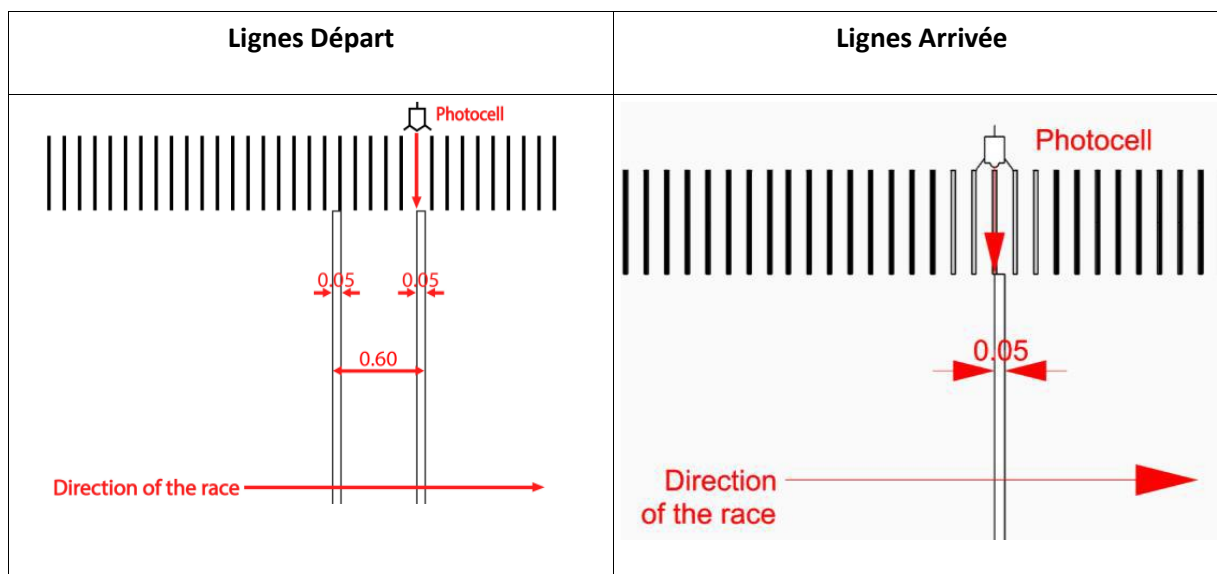 Lignes Départ
Lignes Arrivée
Photocell
0.05
0.05
0.60
Direction of the race
Photocell
0.05
Direction
of the race